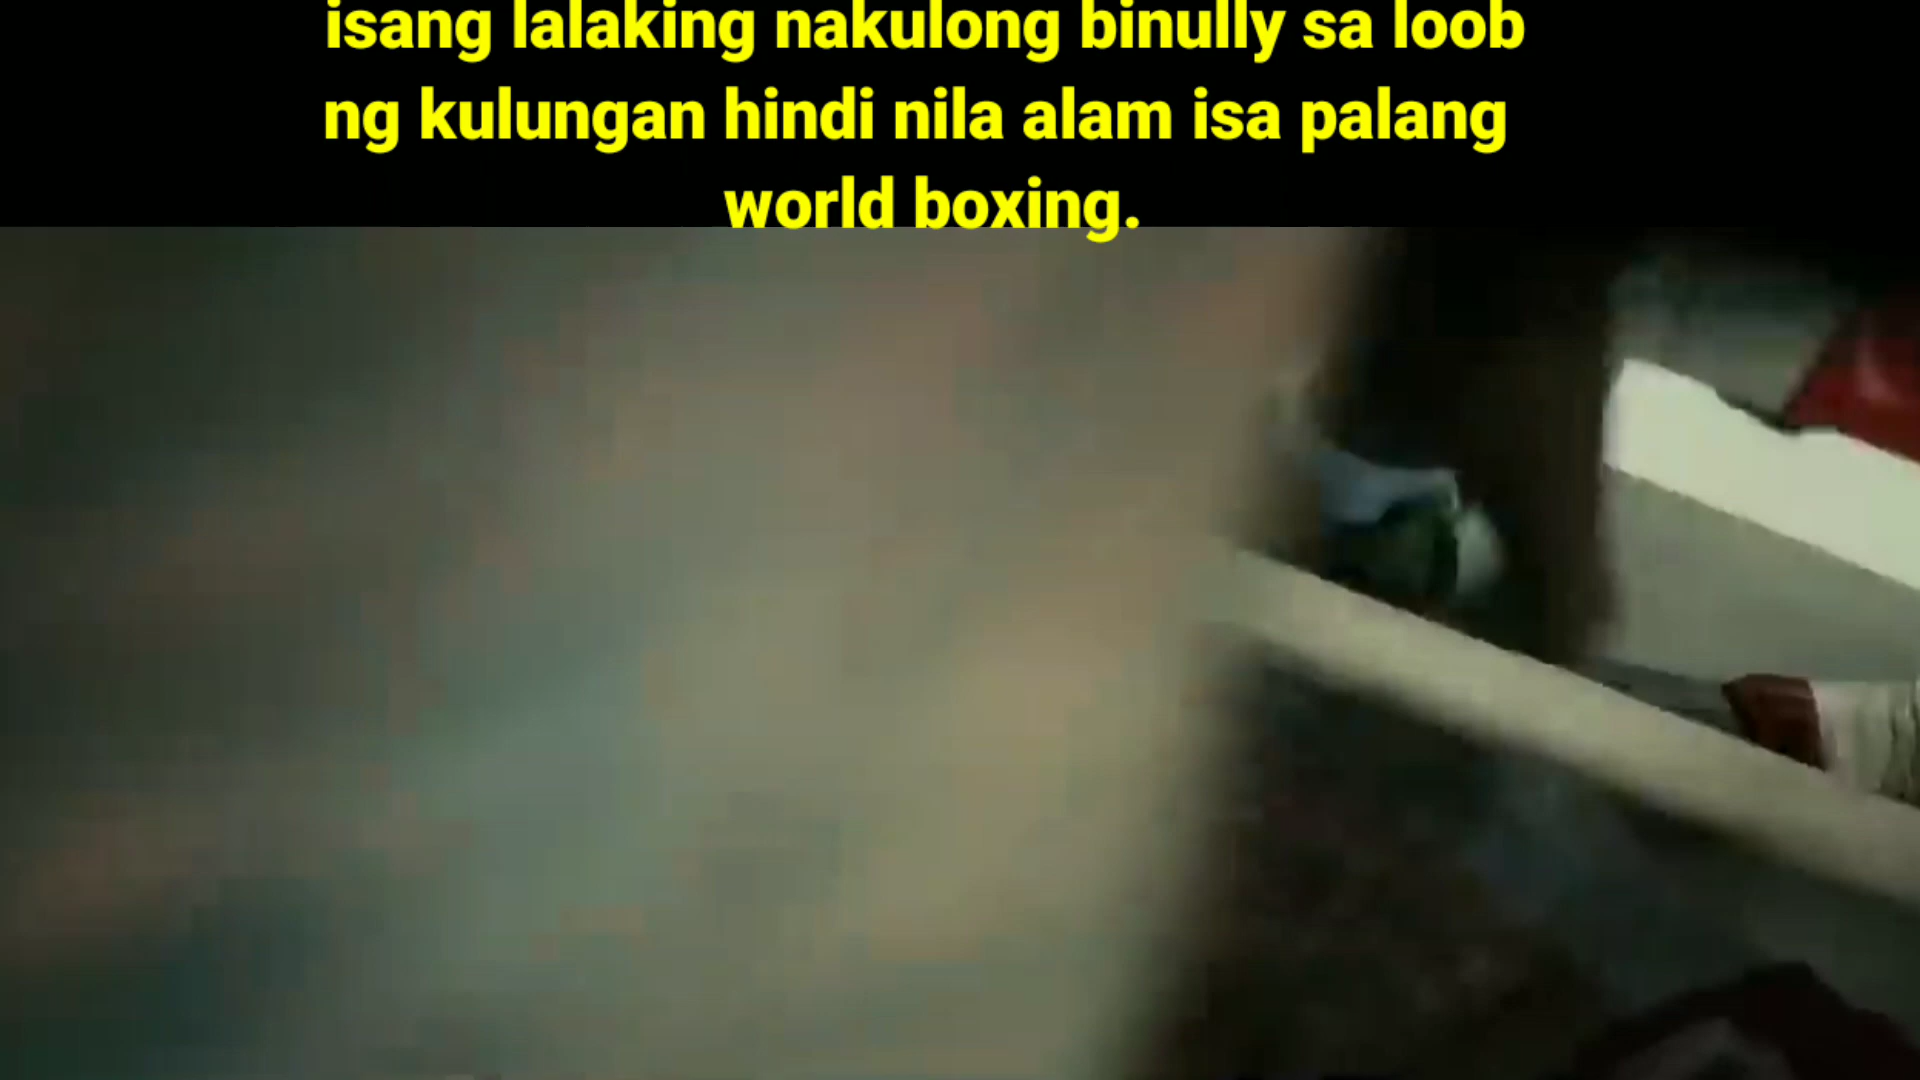 isang lalaking nakulong binully sa loob
ng kulungan hindi nila alam isa palang
world boxing.